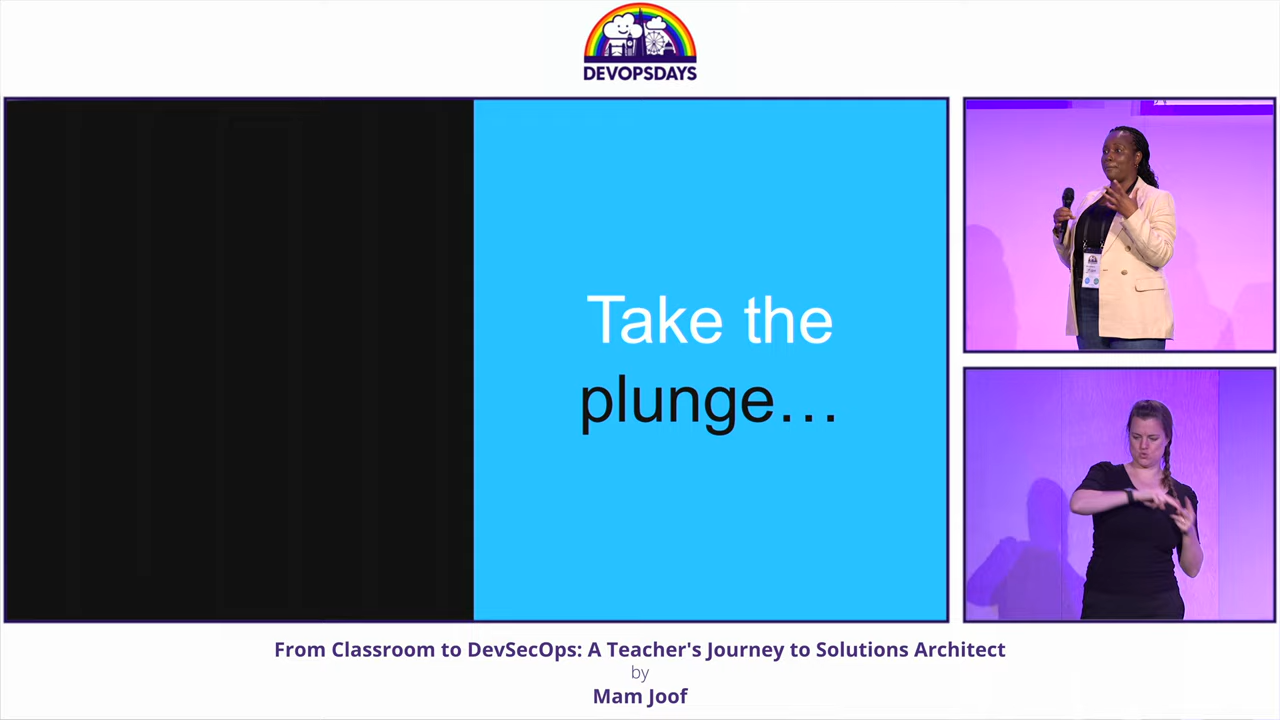 DEVOPSDAYS
Take the
plunge…
From Classroom to DevSecOps: A Teacher's Journey to Solutions Architect
by
Mam Joof